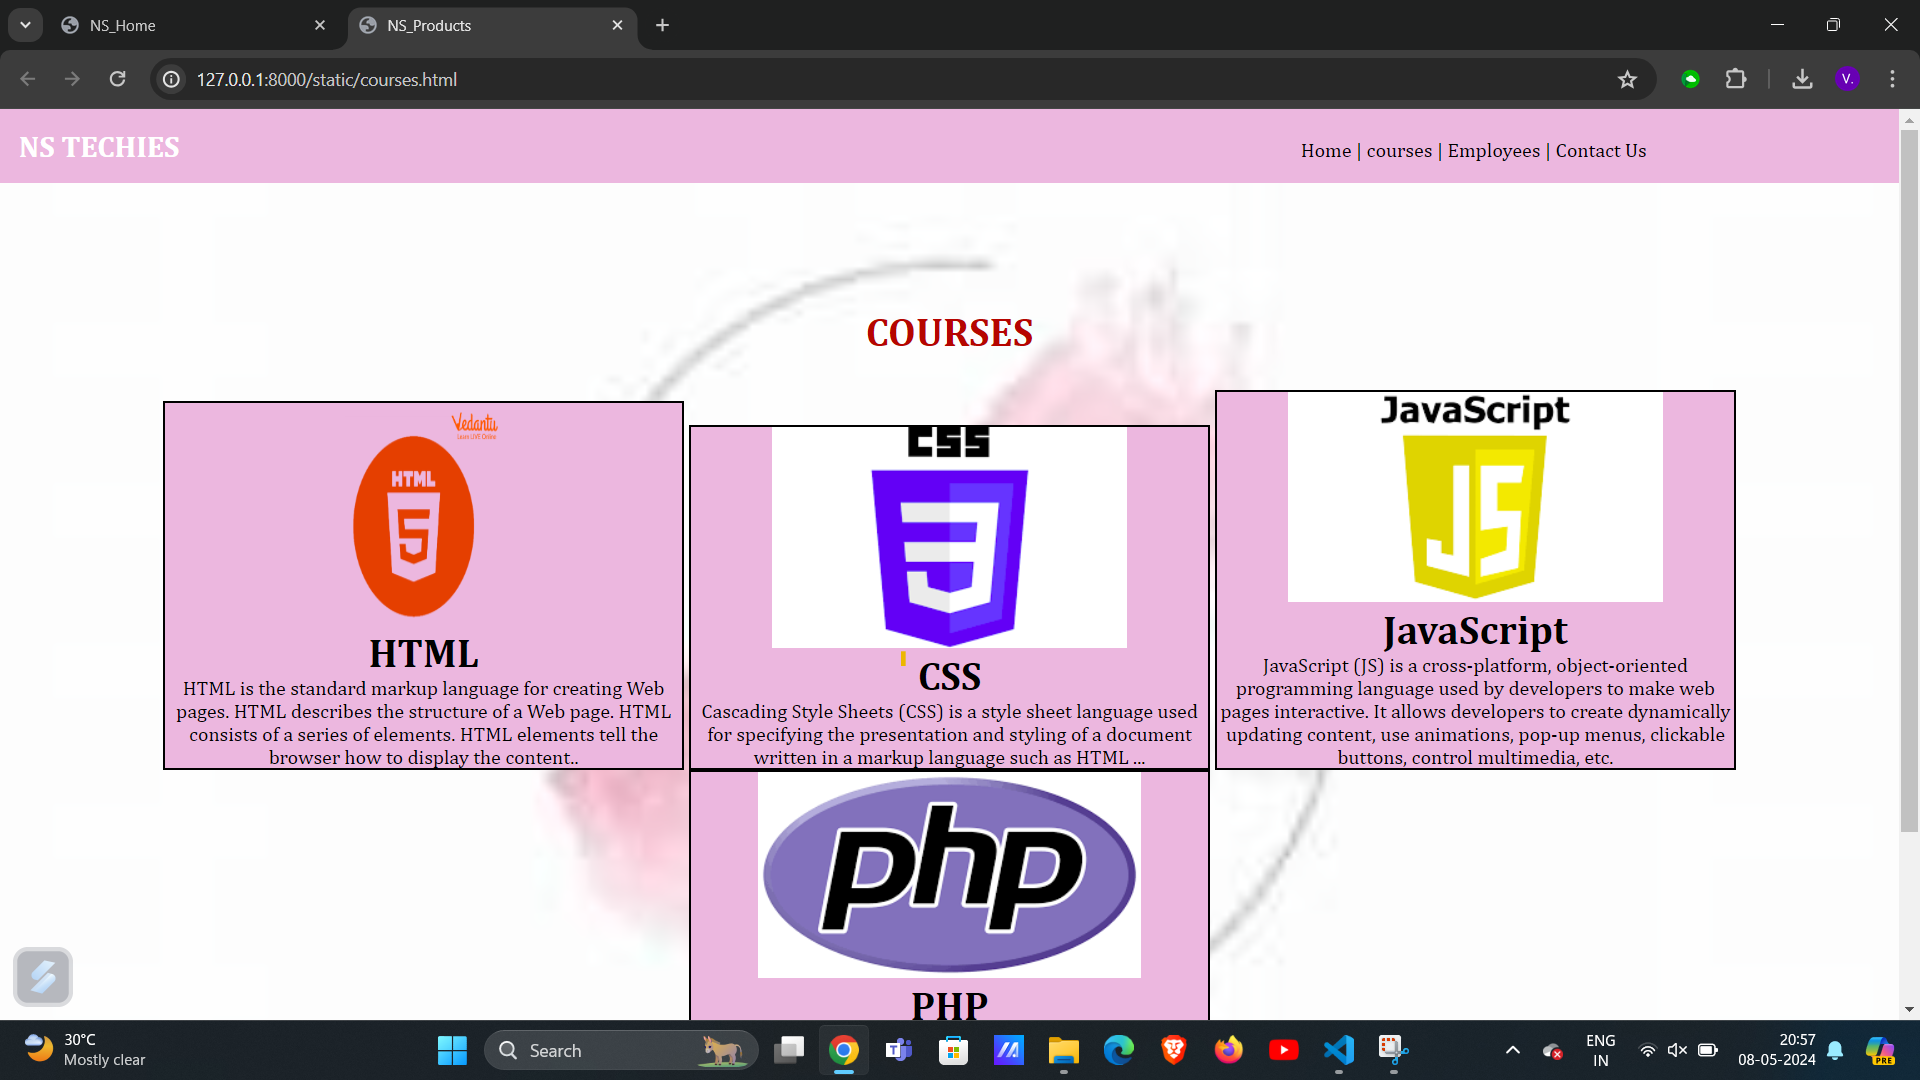 NS_Home
NS_Products
127.0.0.1:8000/static/courses.html
V.
NS TECHIES
Home | courses | Employees | Contact Us
COURSES
Vedantu
Learn LIVE Online
HTML
5
HTML
HTML is the standard markup language for creating Web
pages. HTML describes the structure of a Web page. HTML
consists of a series of elements. HTML elements tell the
browser how to display the content..
CSS
3
CSS
Cascading Style Sheets (CSS) is a style sheet language used
for specifying the presentation and styling of a document
written in a markup language such as HTML ...
JavaScript
JS
JavaScript
JavaScript (JS) is a cross-platform, object-oriented
programming language used by developers to make web
pages interactive. It allows developers to create dynamically
updating content, use animations, pop-up menus, clickable
buttons, control multimedia, etc.
php
PHP
30°C
Mostly clear
Search
ENG
IN
20:57
08-05-2024
PRE